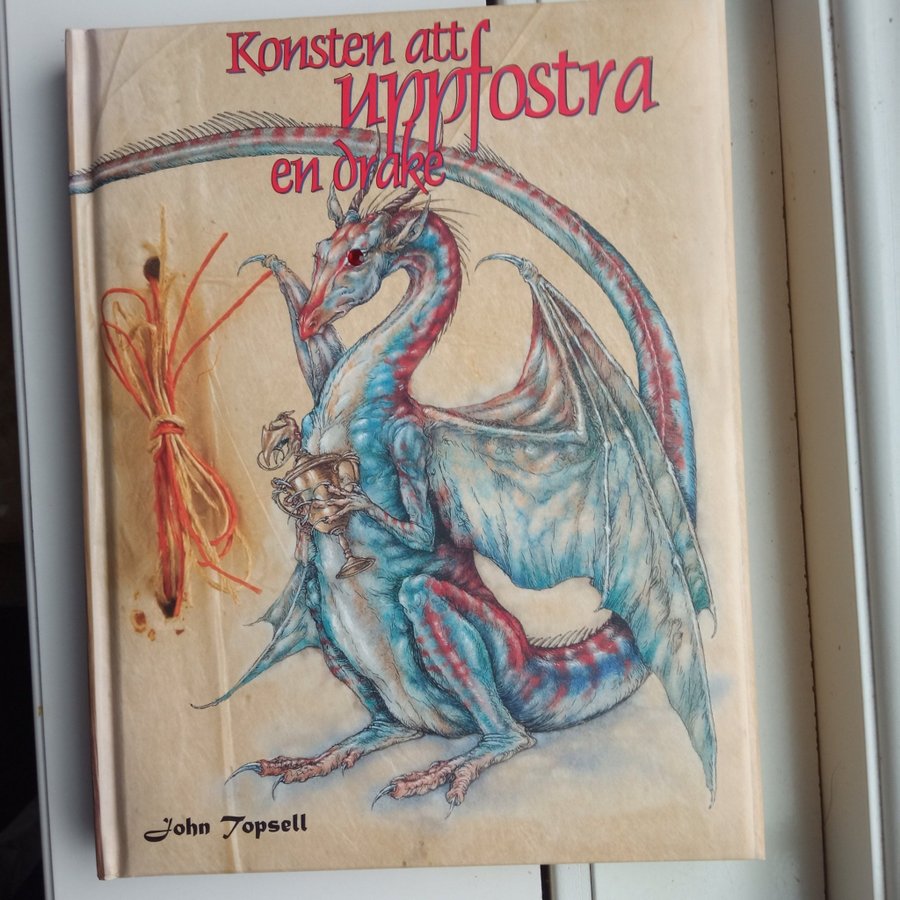 Konsten att
uppfostra
en drake
John Topsell